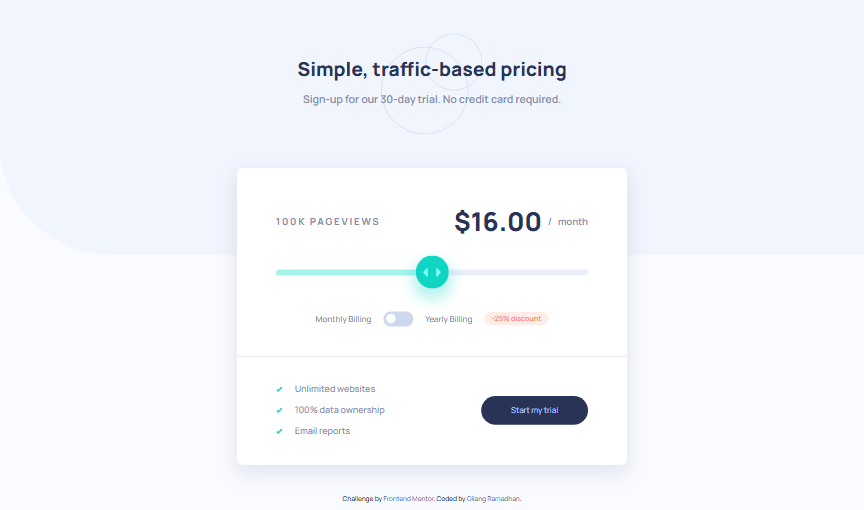 Simple, traffic-based pricing
Sign-up for our 30-day trial. No credit card required.
100K PAGEVIEWS
$16.00 / month
Monthly Billing
Yearly Billing
-25% discount
Unlimited websites
100% data ownership
Email reports
Start my trial
Challenge by Frontend Mentor. Coded by Gilang Ramadhan.